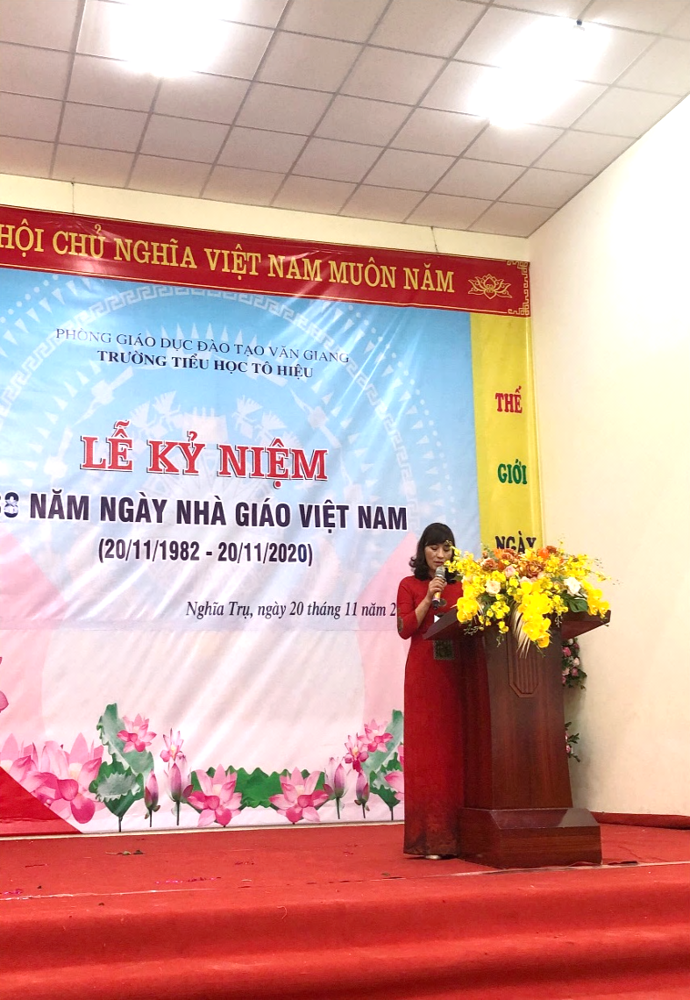 HỘI CHỦ NGHĨA VIỆT NAM MUÔN NĂM
PHÒNG GIÁO DỤC ĐÀO TẠO VĂN GIANG
TRƯỜNG TIỂU HỌC TÔ HIỆU
LỄ KỶ NIỆM
38 NĂM NGÀY NHÀ GIÁO VIỆT NAM
(20/11/1982 - 20/11/2020)
Nghĩa Trụ, ngày 20 tháng 11 năm 2
THẾ
GIỚI
NGÀY